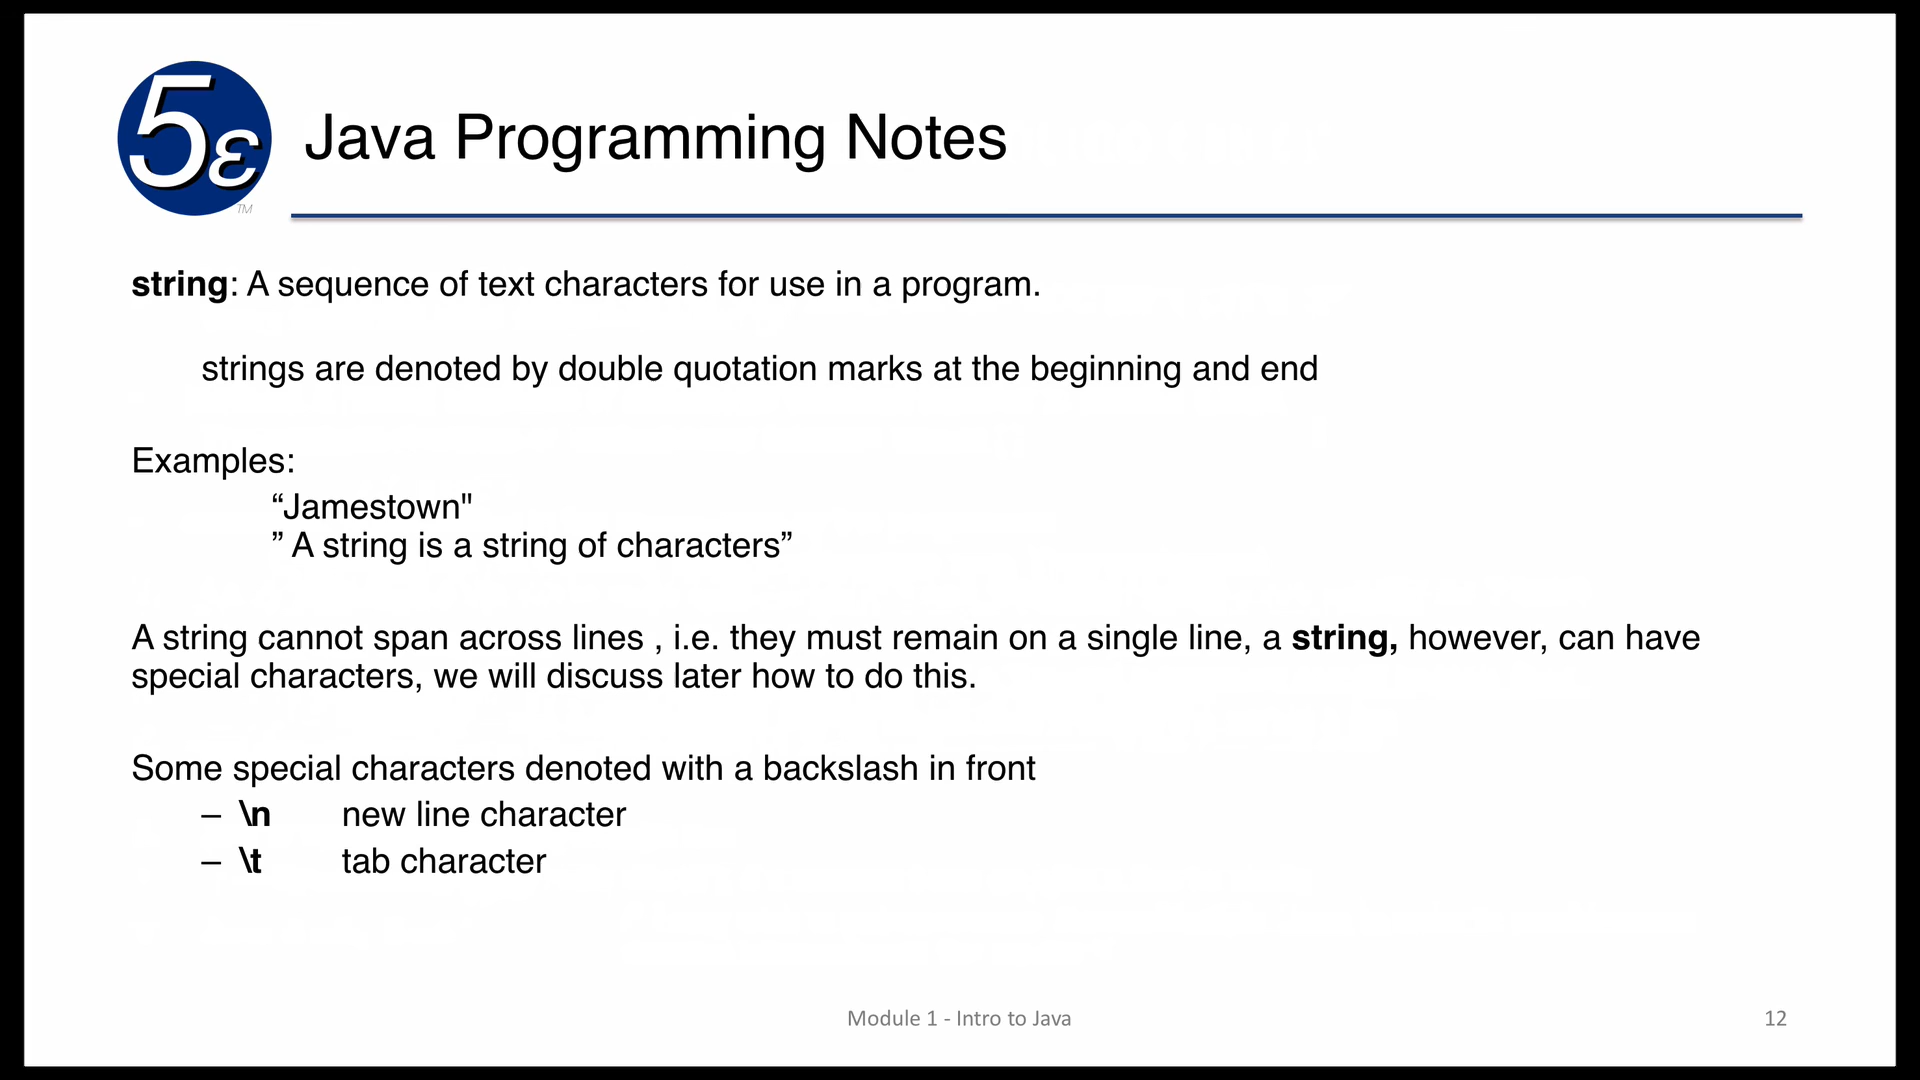 5ε
TM
Java Programming Notes
string: A sequence of text characters for use in a program.
strings are denoted by double quotation marks at the beginning and end
Examples:
“Jamestown"
” A string is a string of characters”
A string cannot span across lines , i.e. they must remain on a single line, a string, however, can have
special characters, we will discuss later how to do this.
Some special characters denoted with a backslash in front
– \n new line character
– \t tab character
Module 1 - Intro to Java
12